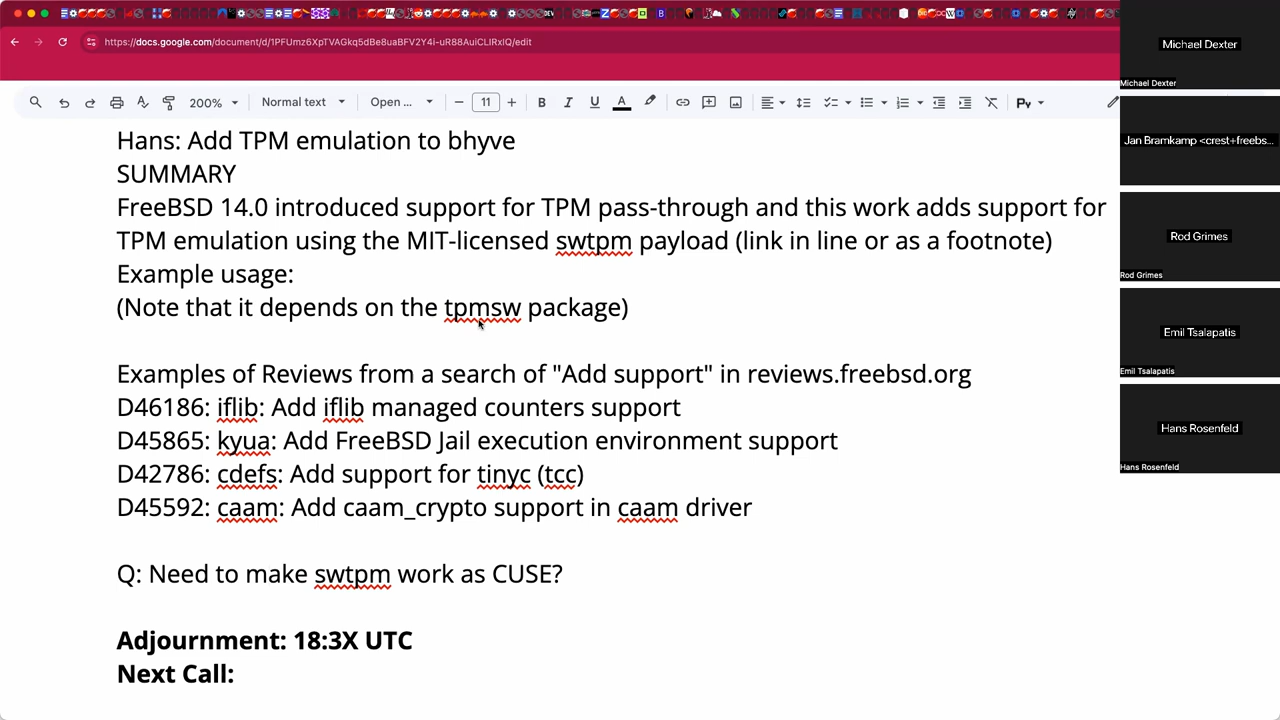 https://docs.google.com/document/d/1PFUmz6XpTVAGkq5dBe8uaBFV2Y4i-uR88AuiCLIRxIQ/edit
200%
Normal text
Open ...
11
Hans: Add TPM emulation to bhyve
SUMMARY
FreeBSD 14.0 introduced support for TPM pass-through and this work adds support for
TPM emulation using the MIT-licensed swtpm payload (link in line or as a footnote)
Example usage:
(Note that it depends on the tpmsw package)
Examples of Reviews from a search of "Add support" in reviews.freebsd.org
D46186: iflib: Add iflib managed counters support
D45865: kyua: Add FreeBSD Jail execution environment support
D42786: cdefs: Add support for tinyc (tcc)
D45592: caam: Add caam_crypto support in caam driver
Q: Need to make swtpm work as CUSE?
Adjournment: 18:3X UTC
Next Call:
Michael Dexter
Michael Dexter
Jan Bramkamp <crest+freebs...
Rod Grimes
Rod Grimes
Emil Tsalapatis
Emil Tsalapatis
Hans Rosenfeld
Hans Rosenfeld